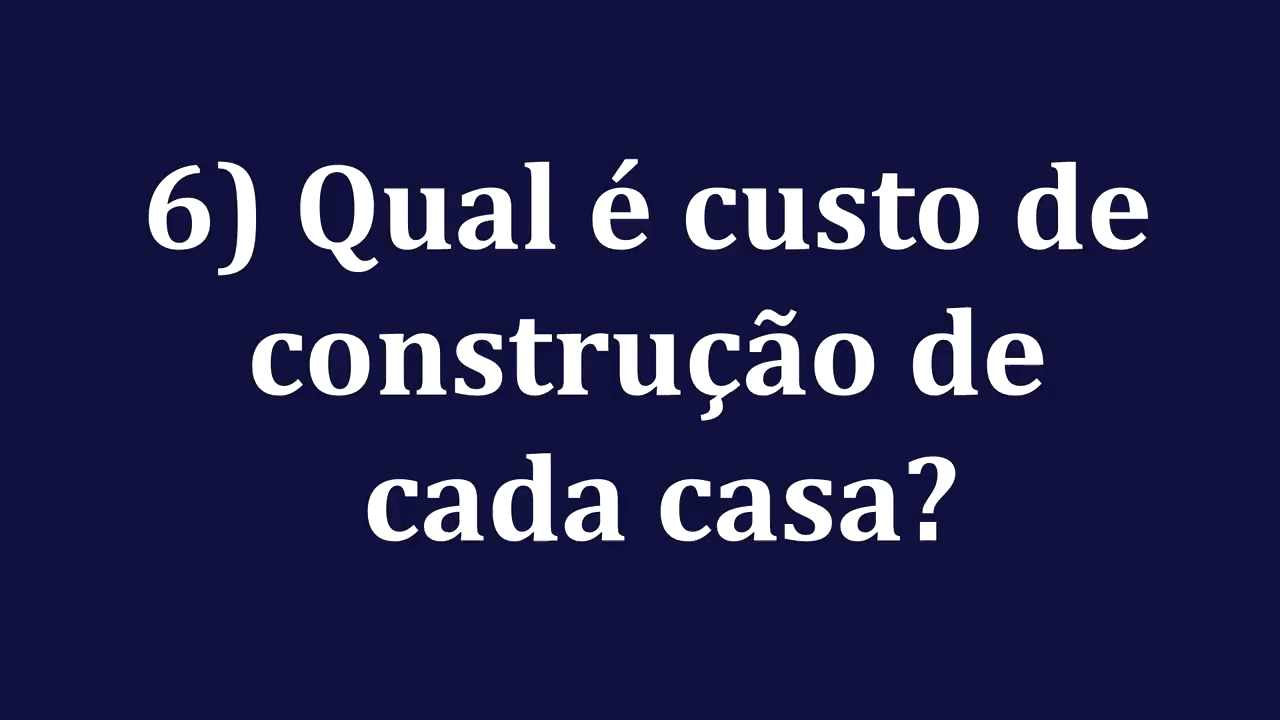 6) Qual é custo de
construção de
cada casa?